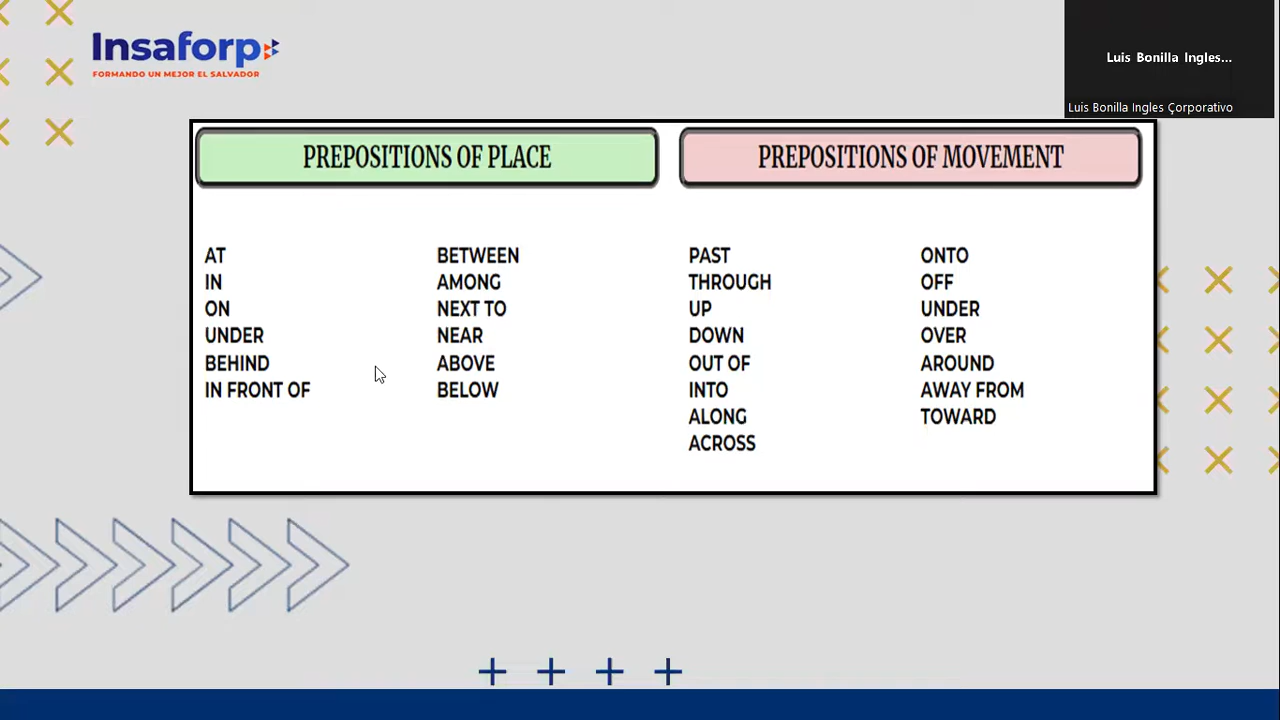 Insaforp
FORMANDO UN MEJOR EL SALVADOR
Luis Bonilla Ingles...
Luis Bonilla Ingles Çorporativo
PREPOSITIONS OF PLACE
AT
IN
ON
UNDER
BEHIND
IN FRONT OF
BETWEEN
AMONG
NEXT TO
NEAR
ABOVE
BELOW
PREPOSITIONS OF MOVEMENT
PAST
THROUGH
UP
DOWN
OUT OF
INTO
ALONG
ACROSS
ONTO
OFF
UNDER
OVER
AROUND
AWAY FROM
TOWARD